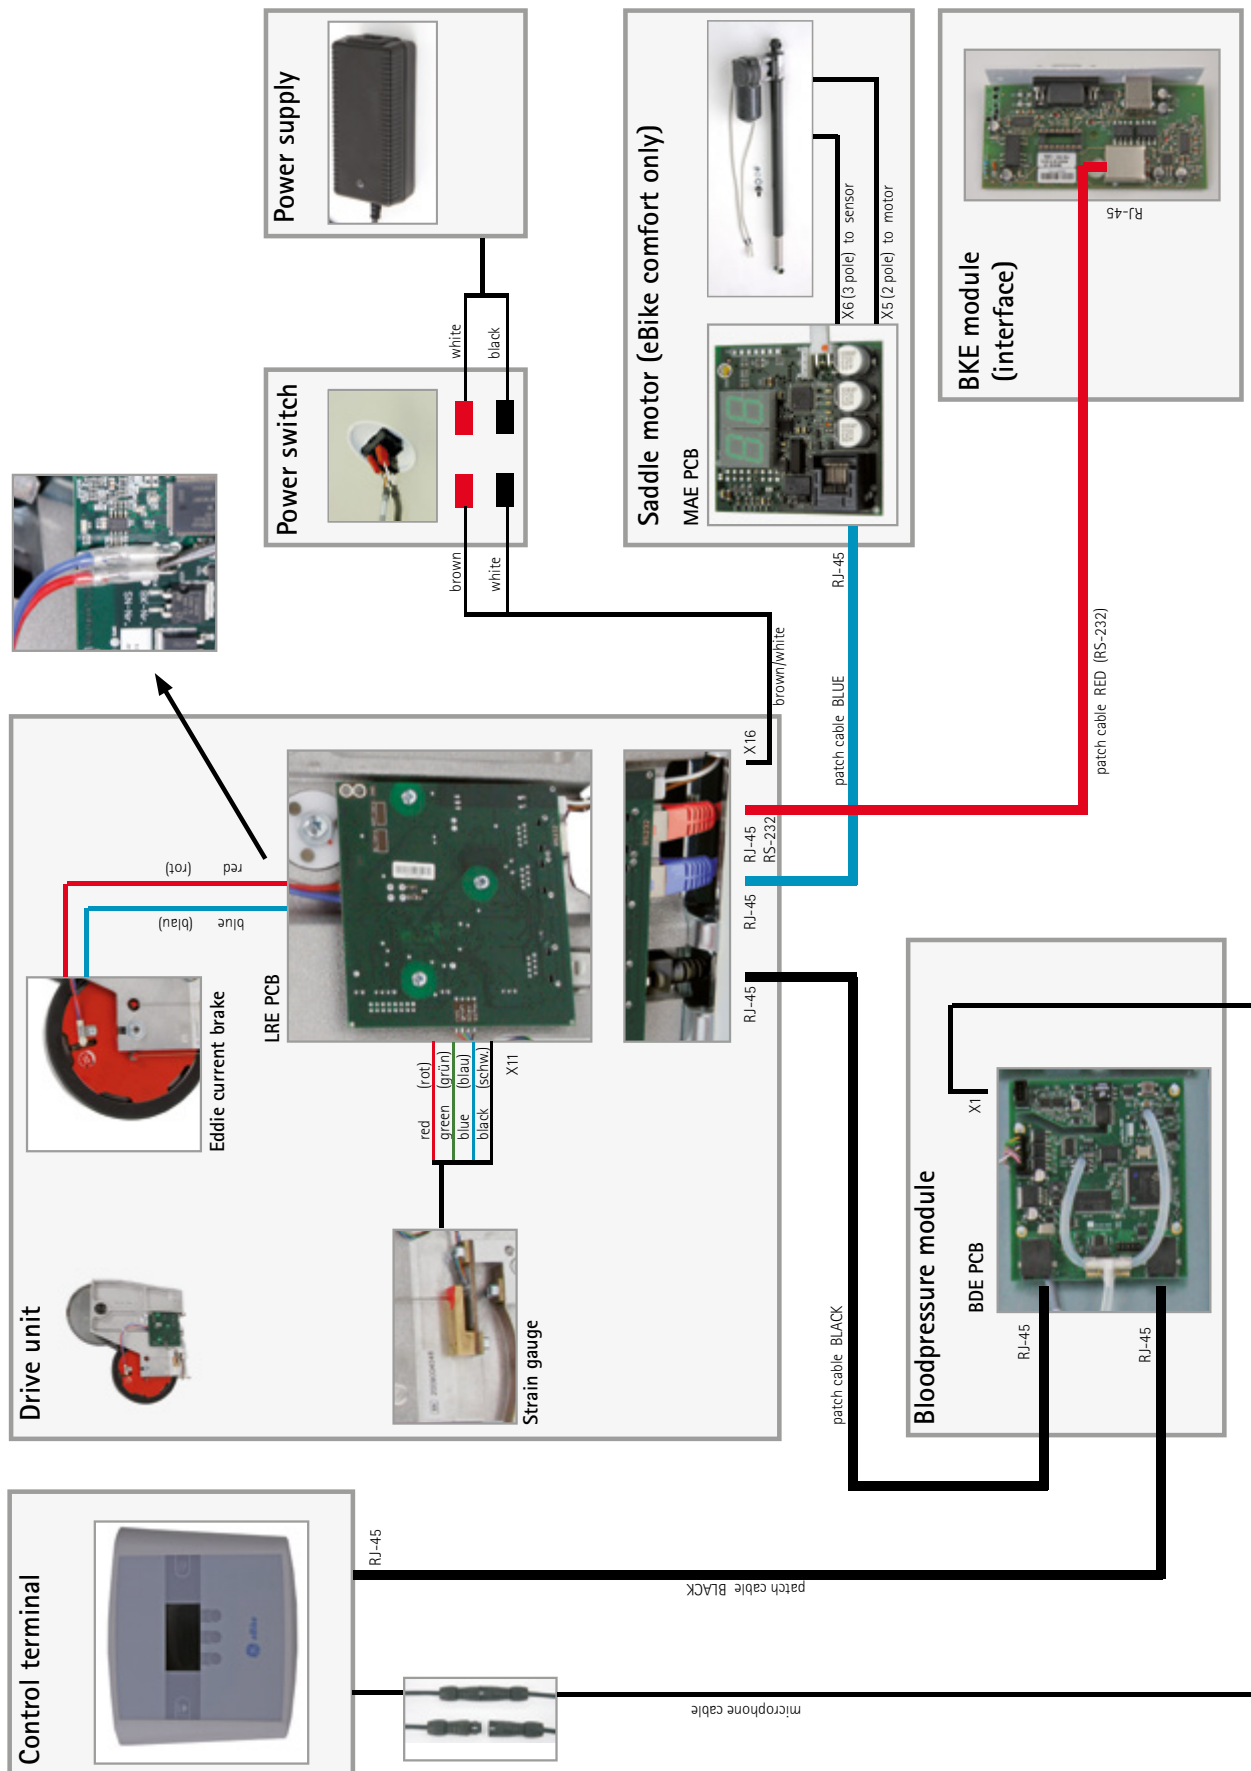 Control terminal
RJ-45
patch cable BLACK
microphone cable
Drive unit
Eddie current brake
blue (blau)
red (rot)
LRE PCB
Strain gauge
red (rot)
green (grün)
blue (blau)
black (schw.)
X11
RJ-45
RJ-45
RJ-45
RS-232
X16
brown/white
SN-Nr.
Power switch
brown
white
white
black
Power supply
Saddle motor (eBike comfort only)
MAE PCB
X6 (3 pole) to sensor
X5 (2 pole) to motor
RJ-45
patch cable BLUE
BKE module
(interface)
RJ-45
patch cable RED (RS-232)
Bloodpressure module
BDE PCB
X1
RJ-45
RJ-45
patch cable BLACK